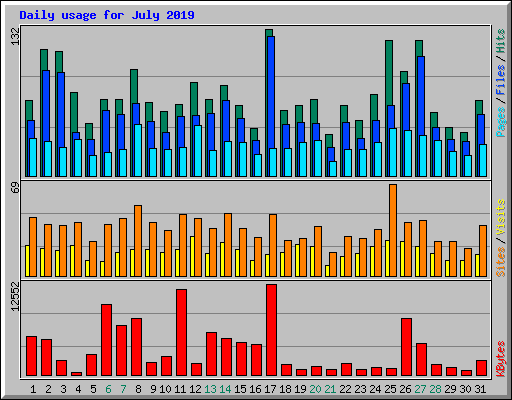 Daily usage for July 2019
132
Pages / Files / Hits
69
Sites / Visits
12552
KBytes
1 2 3 4 5 6 7 8 9 10 11 12 13 14 15 16 17 18 19 20 21 22 23 24 25 26 27 28 29 30 31